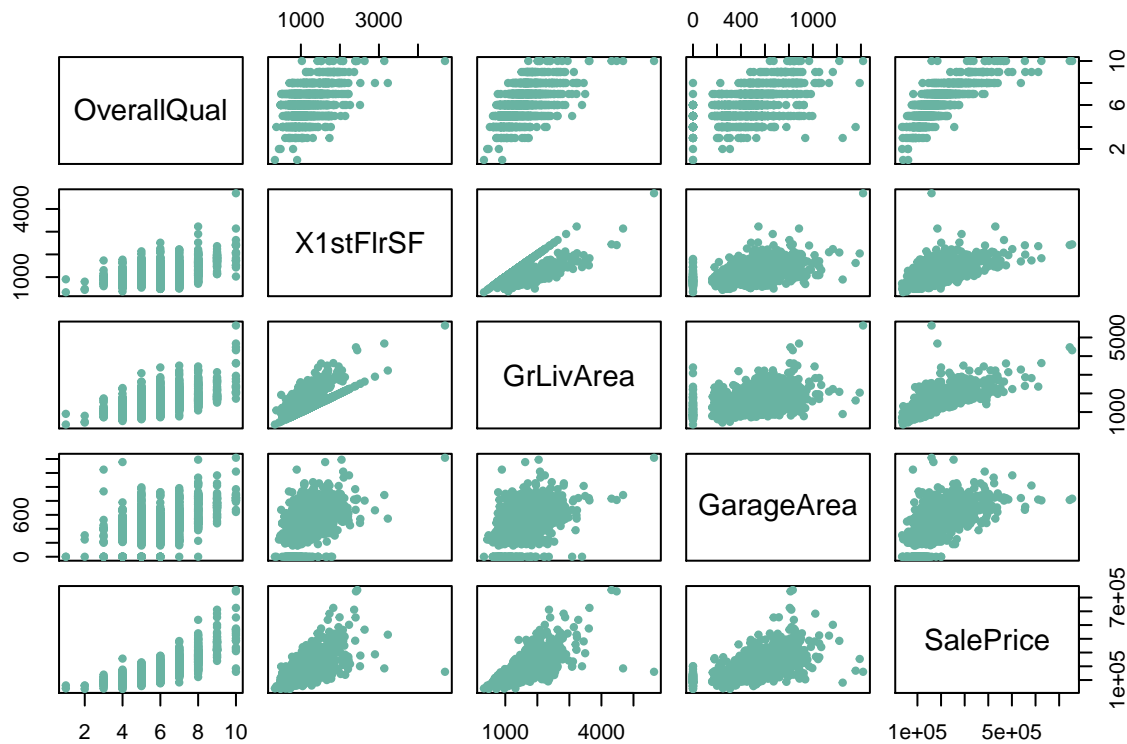 1000 3000 0 400 1000
OverallQual 2 6 10
1000 4000 X1stFlrSF
GrLivArea 1000 5000
0 600 GarageArea
SalePrice 1e+05 7e+05
2 4 6 8 10 1000 4000 1e+05 5e+05